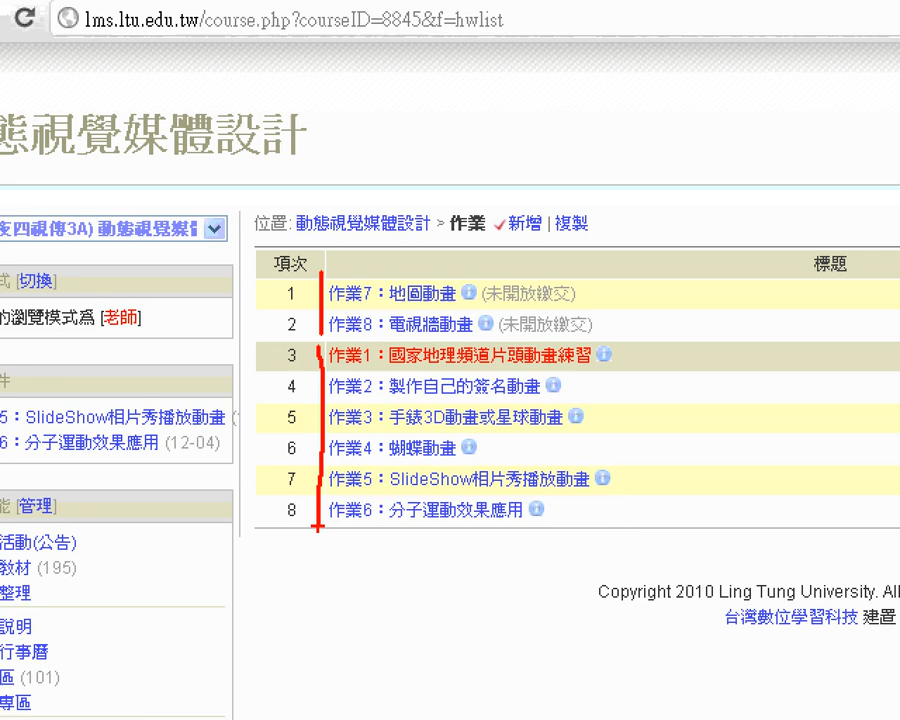 lms.ltu.edu.tw/course.php?courseID=8845&f=hwlist
態視覺媒體設計
夜四視傳3A) 動態視覺媒
位置: 動態視覺媒體設計 > 作業 新增 | 複製
項次 標題
式 [切換]
1 作業7：地圖動畫 (未開放繳交)
的瀏覽模式為 [老師]
2 作業8：電視牆動畫 (未開放繳交)
3 作業1：國家地理頻道片頭動畫練習
件
4 作業2：製作自己的簽名動畫
5：SlideShow相片秀播放動畫 (
5 作業3：手錶3D動畫或星球動畫
6：分子運動效果應用 (12-04)
6 作業4：蝴蝶動畫
7 作業5：SlideShow相片秀播放動畫
能 [管理]
8 作業6：分子運動效果應用
活動(公告)
教材 (195)
整理
Copyright 2010 Ling Tung University. All
台灣數位學習科技 建置
說明
行事曆
區 (101)
專區